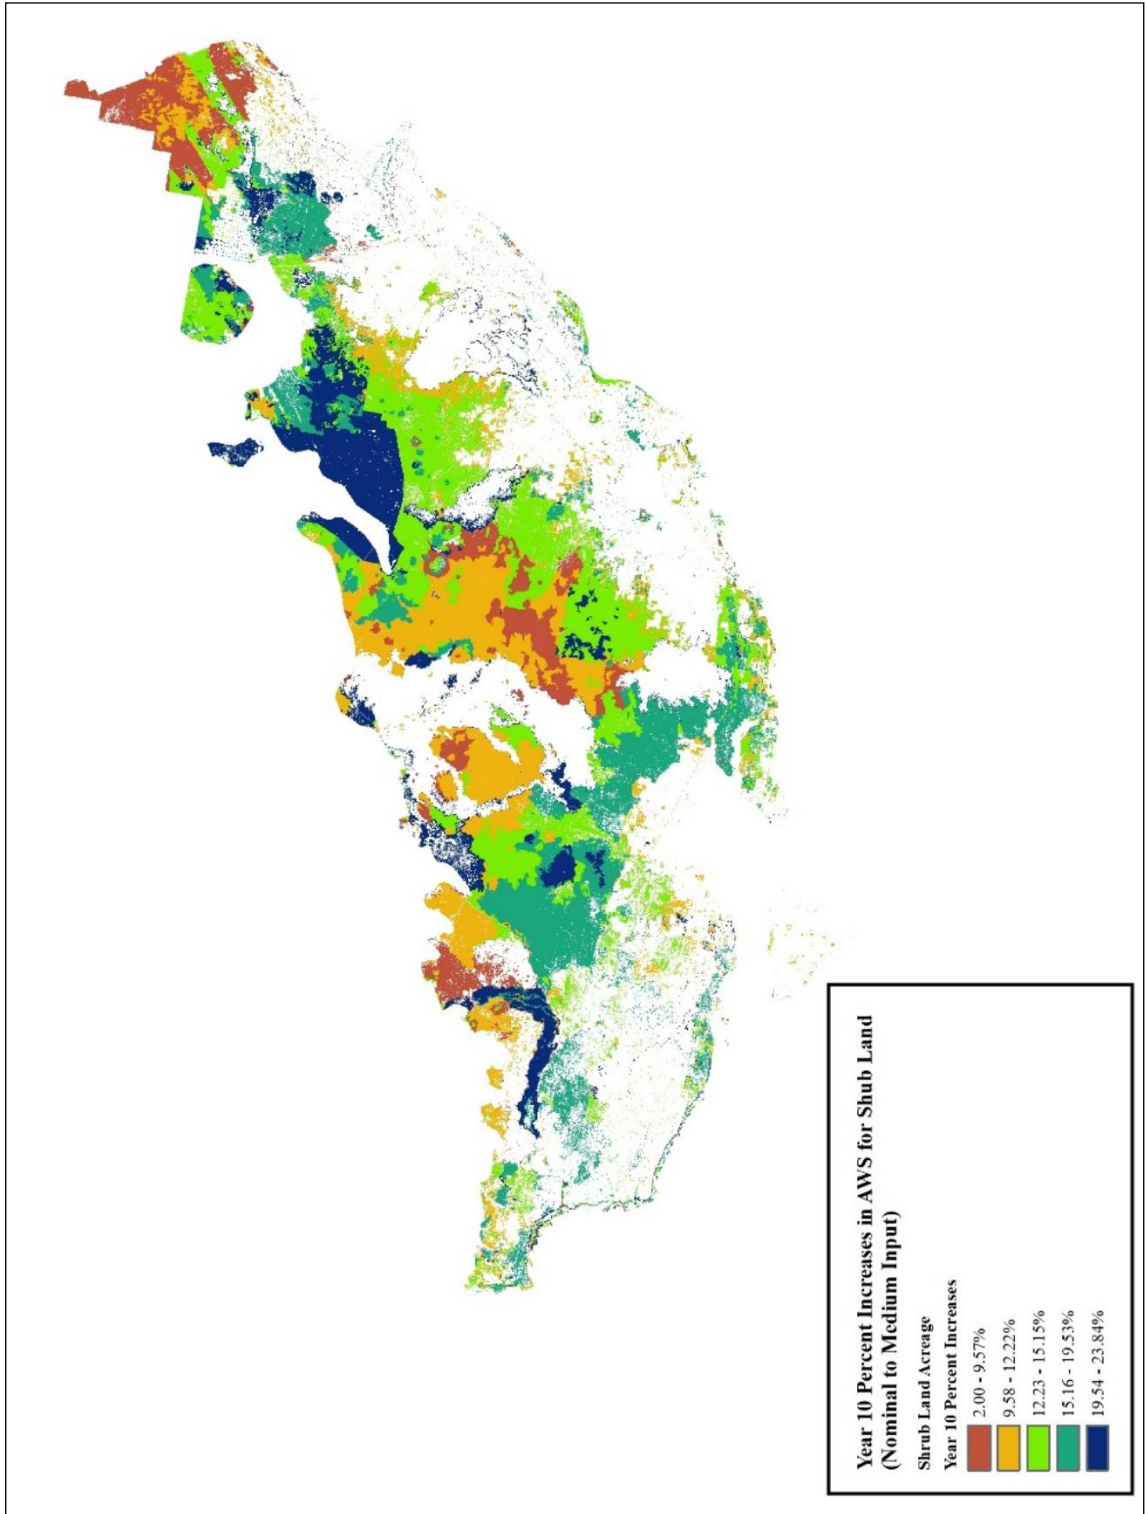 Year 10 Percent Increases in AWS for Shub Land
(Nominal to Medium Input)
Shrub Land Acreage
Year 10 Percent Increases
2.00 - 9.57%
9.58 - 12.22%
12.23 - 15.15%
15.16 - 19.53%
19.54 - 23.84%